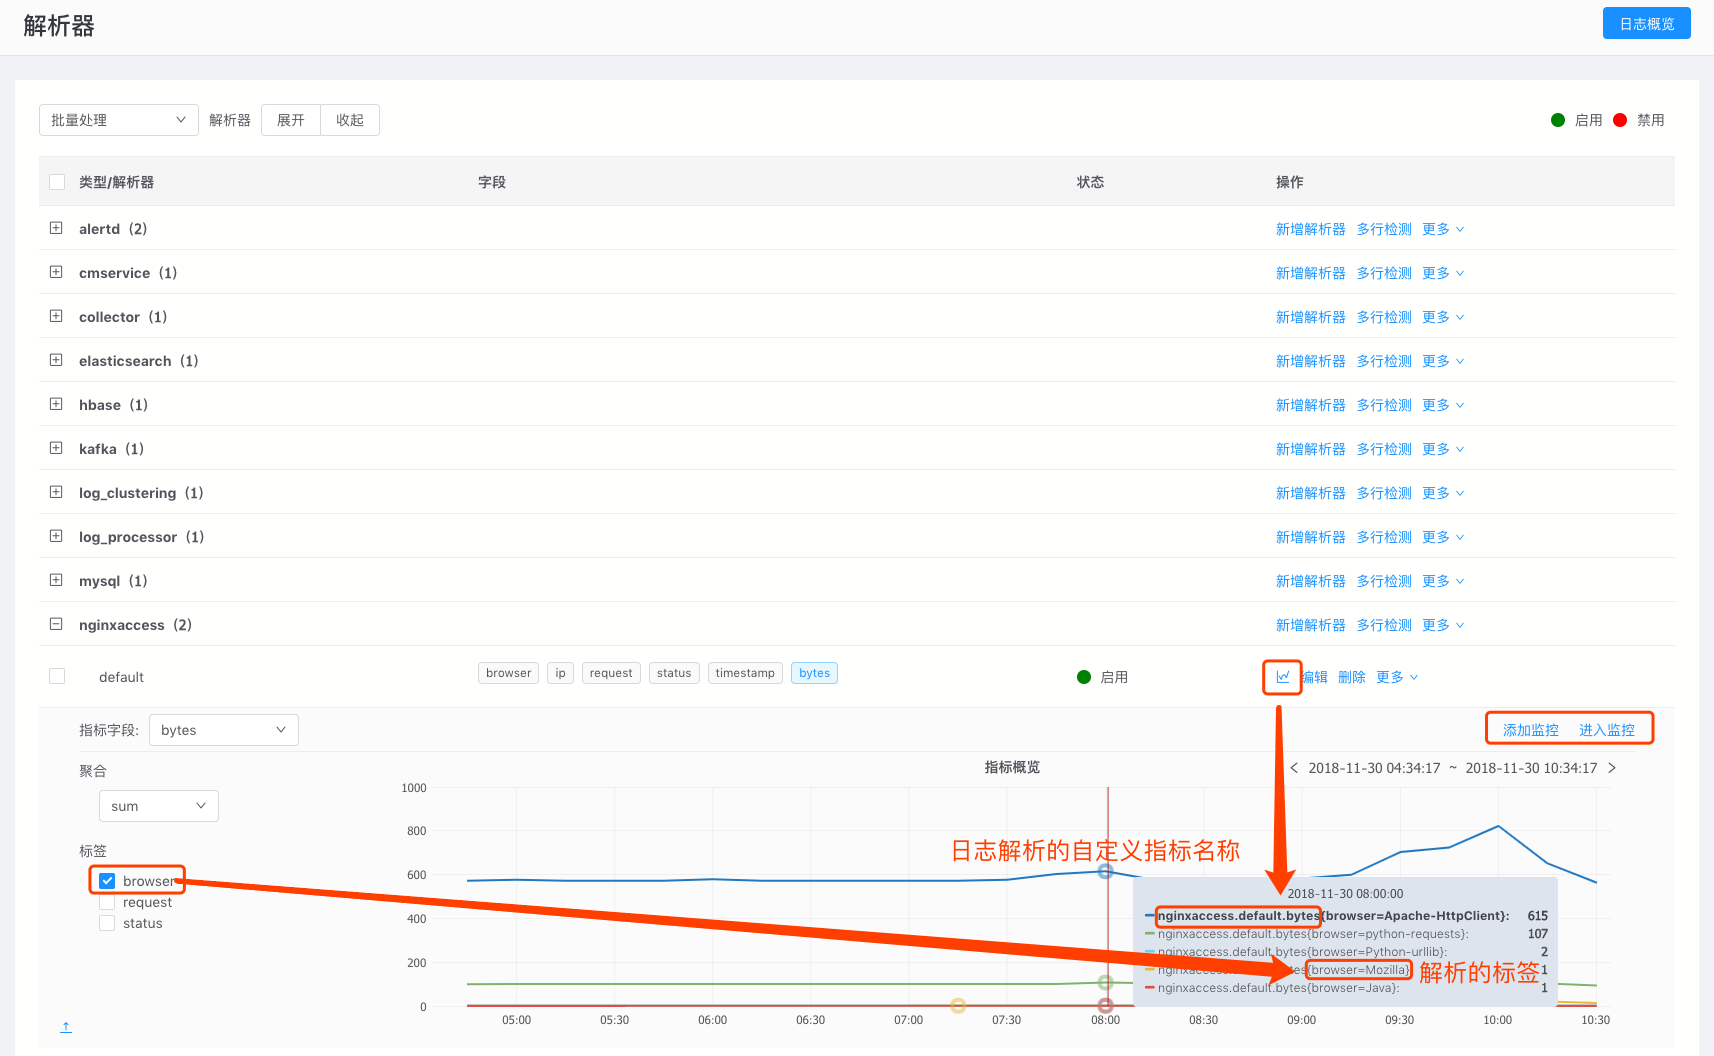 解析器
日志概览
批量处理 解析器 展开 收起 启用 禁用
类型/解析器 字段 状态 操作
alertd (2) 新增解析器 多行检测 更多
cmservice (1) 新增解析器 多行检测 更多
collector (1) 新增解析器 多行检测 更多
elasticsearch (1) 新增解析器 多行检测 更多
hbase (1) 新增解析器 多行检测 更多
kafka (1) 新增解析器 多行检测 更多
log_clustering (1) 新增解析器 多行检测 更多
log_processor (1) 新增解析器 多行检测 更多
mysql (1) 新增解析器 多行检测 更多
nginxaccess (2) 新增解析器 多行检测 更多
default browser ip request status timestamp bytes 启用 编辑 删除 更多
指标字段: bytes 添加监控 进入监控
聚合
sum
标签
browser
request
status
指标概览
< 2018-11-30 04:34:17 ~ 2018-11-30 10:34:17 >
1000
800
600
400
200
0
日志解析的自定义指标名称
2018-11-30 08:00:00
nginxaccess.default.bytes{browser=Apache-HttpClient}: 615
nginxaccess.default.bytes{browser=python-requests}: 107
nginxaccess.default.bytes{browser=Python-urllib}: 2
nginxaccess.default.bytes{browser=Mozilla} 解析的标签 1
nginxaccess.default.bytes{browser=Java}: 1
05:00 05:30 06:00 06:30 07:00 07:30 08:00 08:30 09:00 09:30 10:00 10:30